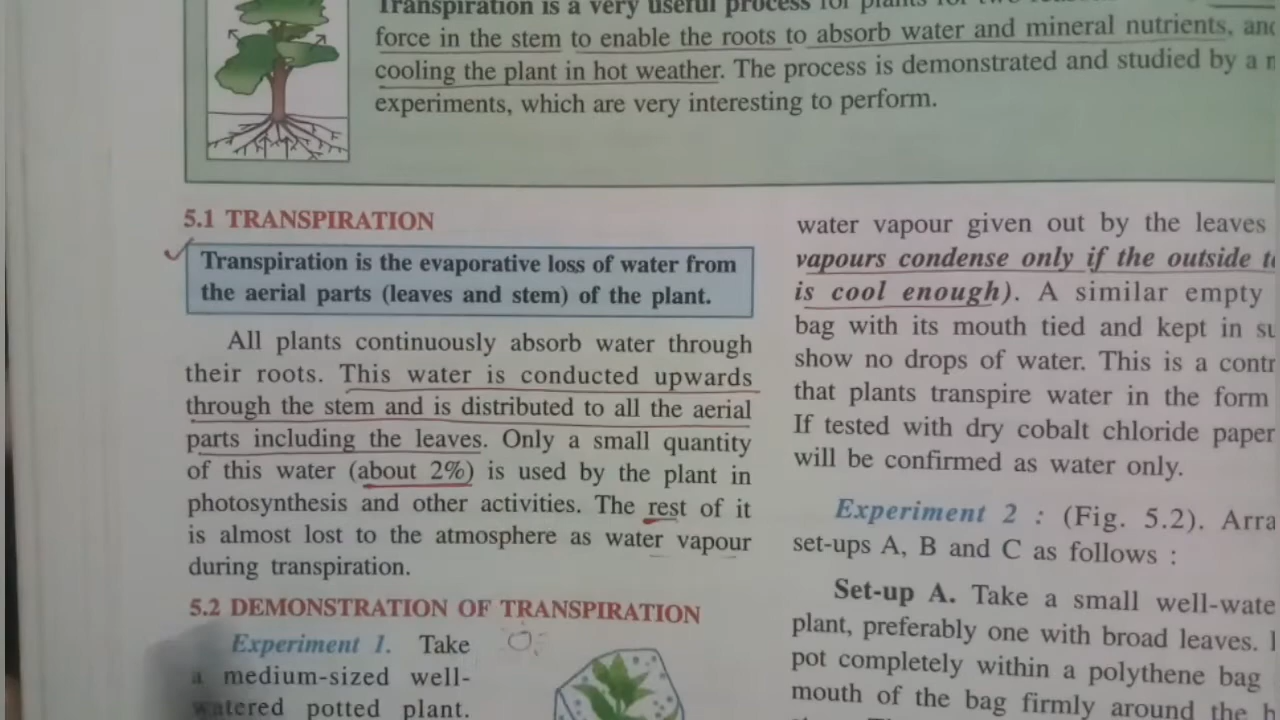 Transpiration is a very useful process for plants for two
force in the stem to enable the roots to absorb water and mineral nutrients, and
cooling the plant in hot weather. The process is demonstrated and studied by a
experiments, which are very interesting to perform.
5.1 TRANSPIRATION
Transpiration is the evaporative loss of water from
the aerial parts (leaves and stem) of the plant.
All plants continuously absorb water through
their roots. This water is conducted upwards
through the stem and is distributed to all the aerial
parts including the leaves. Only a small quantity
of this water (about 2%) is used by the plant in
photosynthesis and other activities. The rest of it
is almost lost to the atmosphere as water vapour
during transpiration.
5.2 DEMONSTRATION OF TRANSPIRATION
Experiment 1. Take
a medium-sized well-
watered potted plant.
water vapour given out by the leaves
vapours condense only if the outside
is cool enough). A similar empty
bag with its mouth tied and kept in
show no drops of water. This is a
that plants transpire water in the form
If tested with dry cobalt chloride paper
will be confirmed as water only.
Experiment 2 : (Fig. 5.2).
set-ups A, B and C as follows :
Set-up A. Take a small
plant, preferably one with broad leaves.
pot completely within a polythene bag
mouth of the bag firmly around the